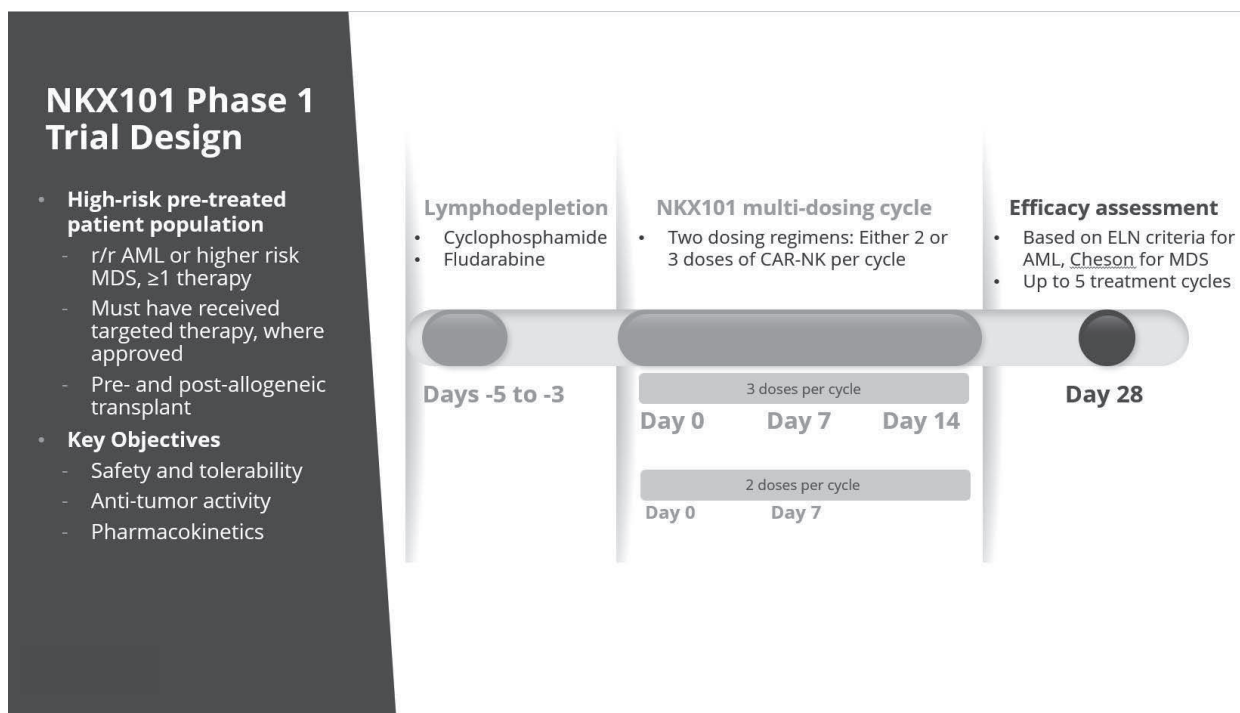 NKX101 Phase 1
Trial Design
• High-risk pre-treated
patient population
- r/r AML or higher risk
MDS, ≥1 therapy
- Must have received
targeted therapy, where
approved
- Pre- and post-allogeneic
transplant
• Key Objectives
- Safety and tolerability
- Anti-tumor activity
- Pharmacokinetics
Lymphodepletion
• Cyclophosphamide
• Fludarabine
Days -5 to -3
NKX101 multi-dosing cycle
• Two dosing regimens: Either 2 or
3 doses of CAR-NK per cycle
3 doses per cycle
Day 0 Day 7 Day 14
2 doses per cycle
Day 0 Day 7
Efficacy assessment
• Based on ELN criteria for
AML, Cheson for MDS
• Up to 5 treatment cycles
Day 28